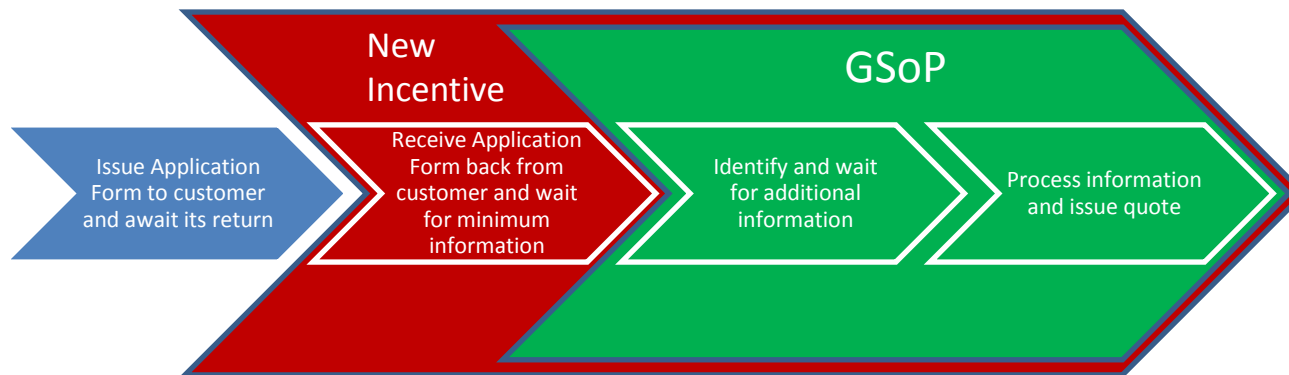 New
Incentive
GSoP
Issue Application
Form to customer
and await its return
Receive Application
Form back from
customer and wait
for minimum
information
Identify and wait
for additional
information
Process information
and issue quote